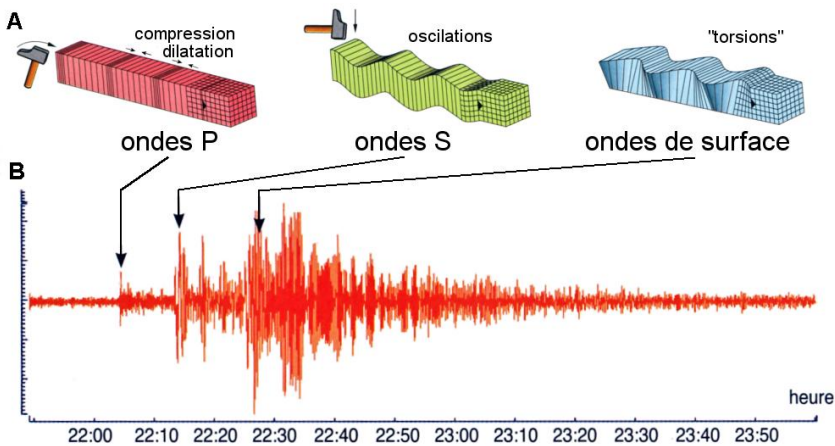 A
compression
dilatation
oscilations
"torsions"
ondes P
ondes S
ondes de surface
B
heure
22:00 22:10 22:20 22:30 22:40 22:50 23:00 23:10 23:20 23:30 23:40 23:50